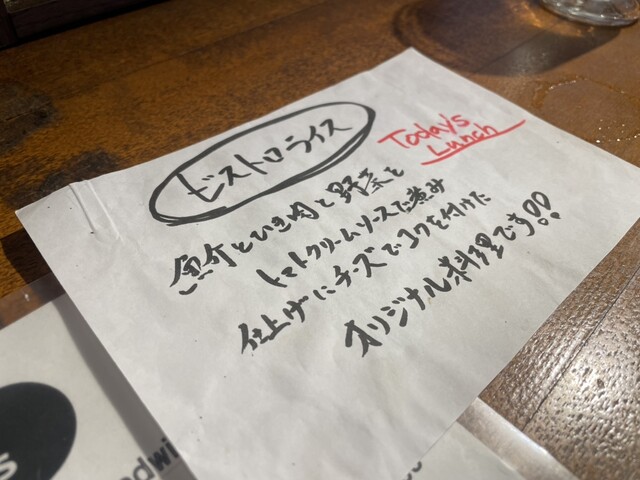 ビストロライス
Today's
Lunch
魚介とひき肉と野菜を
トマトクリームソースで煮み
仕上げにチーズでコクを付けた
オリジナル料理です!!
s
ndwi